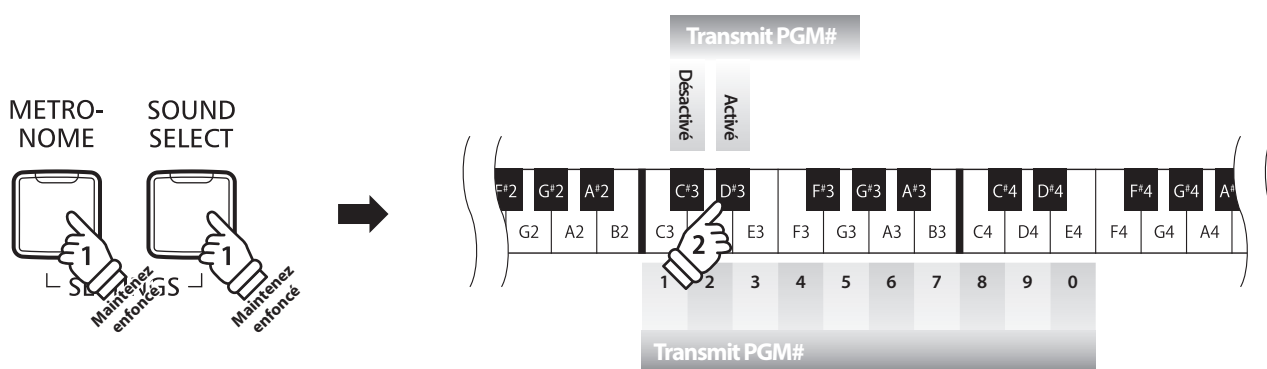 Transmit PGM#
Désactivé
Activé
METRO-
NOME
SOUND
SELECT
1
1
Maintenez
enfoncé
Maintenez
enfoncé
F#2 G#2 A#2 C#3 D#3 F#3 G#3 A#3 C#4 D#4 F#4 G#4
G2 A2 B2 C3 E3 F3 G3 A3 B3 C4 D4 E4 F4 G4 A4
2
1 2 3 4 5 6 7 8 9 0
Transmit PGM#